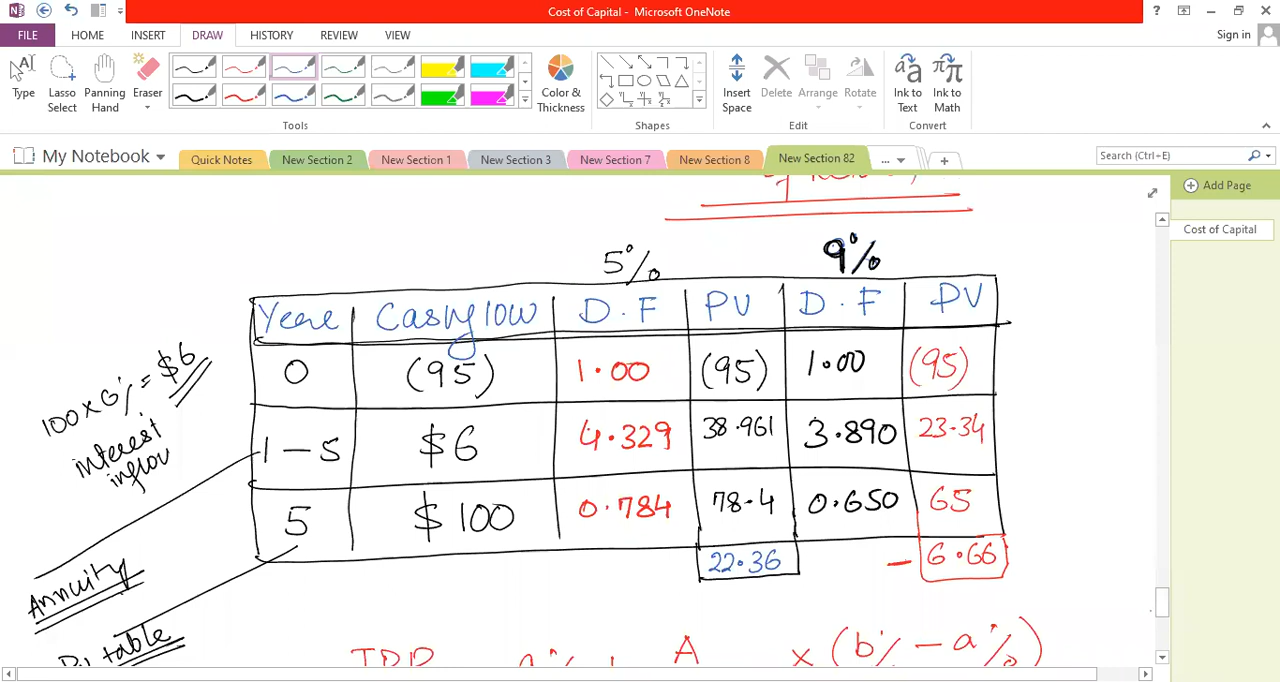 Cost of Capital - Microsoft OneNote
FILE HOME INSERT DRAW HISTORY REVIEW VIEW
Sign in
Type
Lasso Select
Panning Hand
Eraser
Color & Thickness
Insert Space
Delete
Arrange
Rotate
Ink to Text
Ink to Math
Tools
Shapes
Edit
Convert
My Notebook
Quick Notes
New Section 2
New Section 1
New Section 3
New Section 7
New Section 8
New Section 82
...
Search (Ctrl+E)
Add Page
Cost of Capital
5% 9%
Year Cashflow D.F PV D.F PV
0 (95) 1.00 (95) 1.00 (95)
1 - 5 $6 4.329 38.961 3.890 23.34
5 $100 0.784 78.4 0.650 65
22.36 - 6.66
100 x 6% = $6
interest
inflow
Annuity
table
A
x (b% - a%)